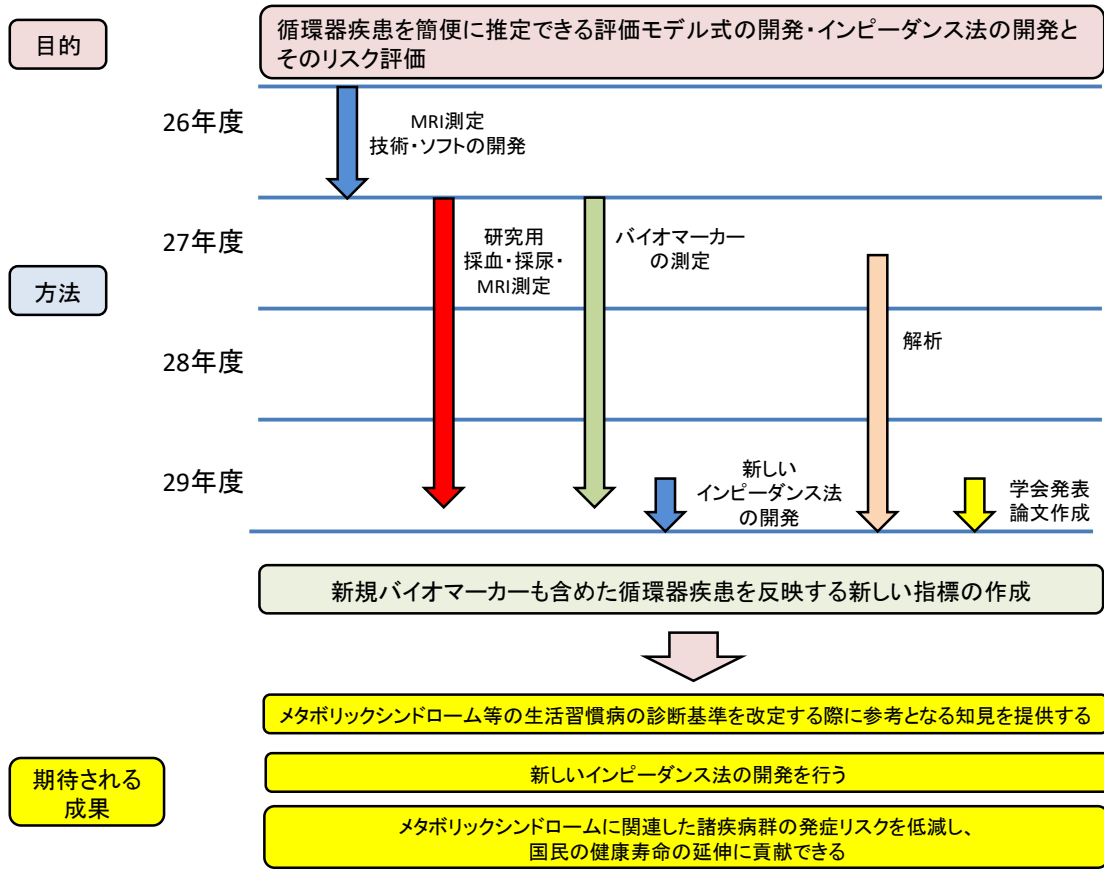 目的
循環器疾患を簡便に推定できる評価モデル式の開発・インピーダンス法の開発と
そのリスク評価
26年度
MRI測定
技術・ソフトの開発
27年度
研究用
採血・採尿・
MRI測定
バイオマーカー
の測定
方法
28年度
解析
29年度
新しい
インピーダンス法
の開発
学会発表
論文作成
新規バイオマーカーも含めた循環器疾患を反映する新しい指標の作成
メタボリックシンドローム等の生活習慣病の診断基準を改定する際に参考となる知見を提供する
期待される
成果
新しいインピーダンス法の開発を行う
メタボリックシンドロームに関連した諸疾病群の発症リスクを低減し、
国民の健康寿命の延伸に貢献できる